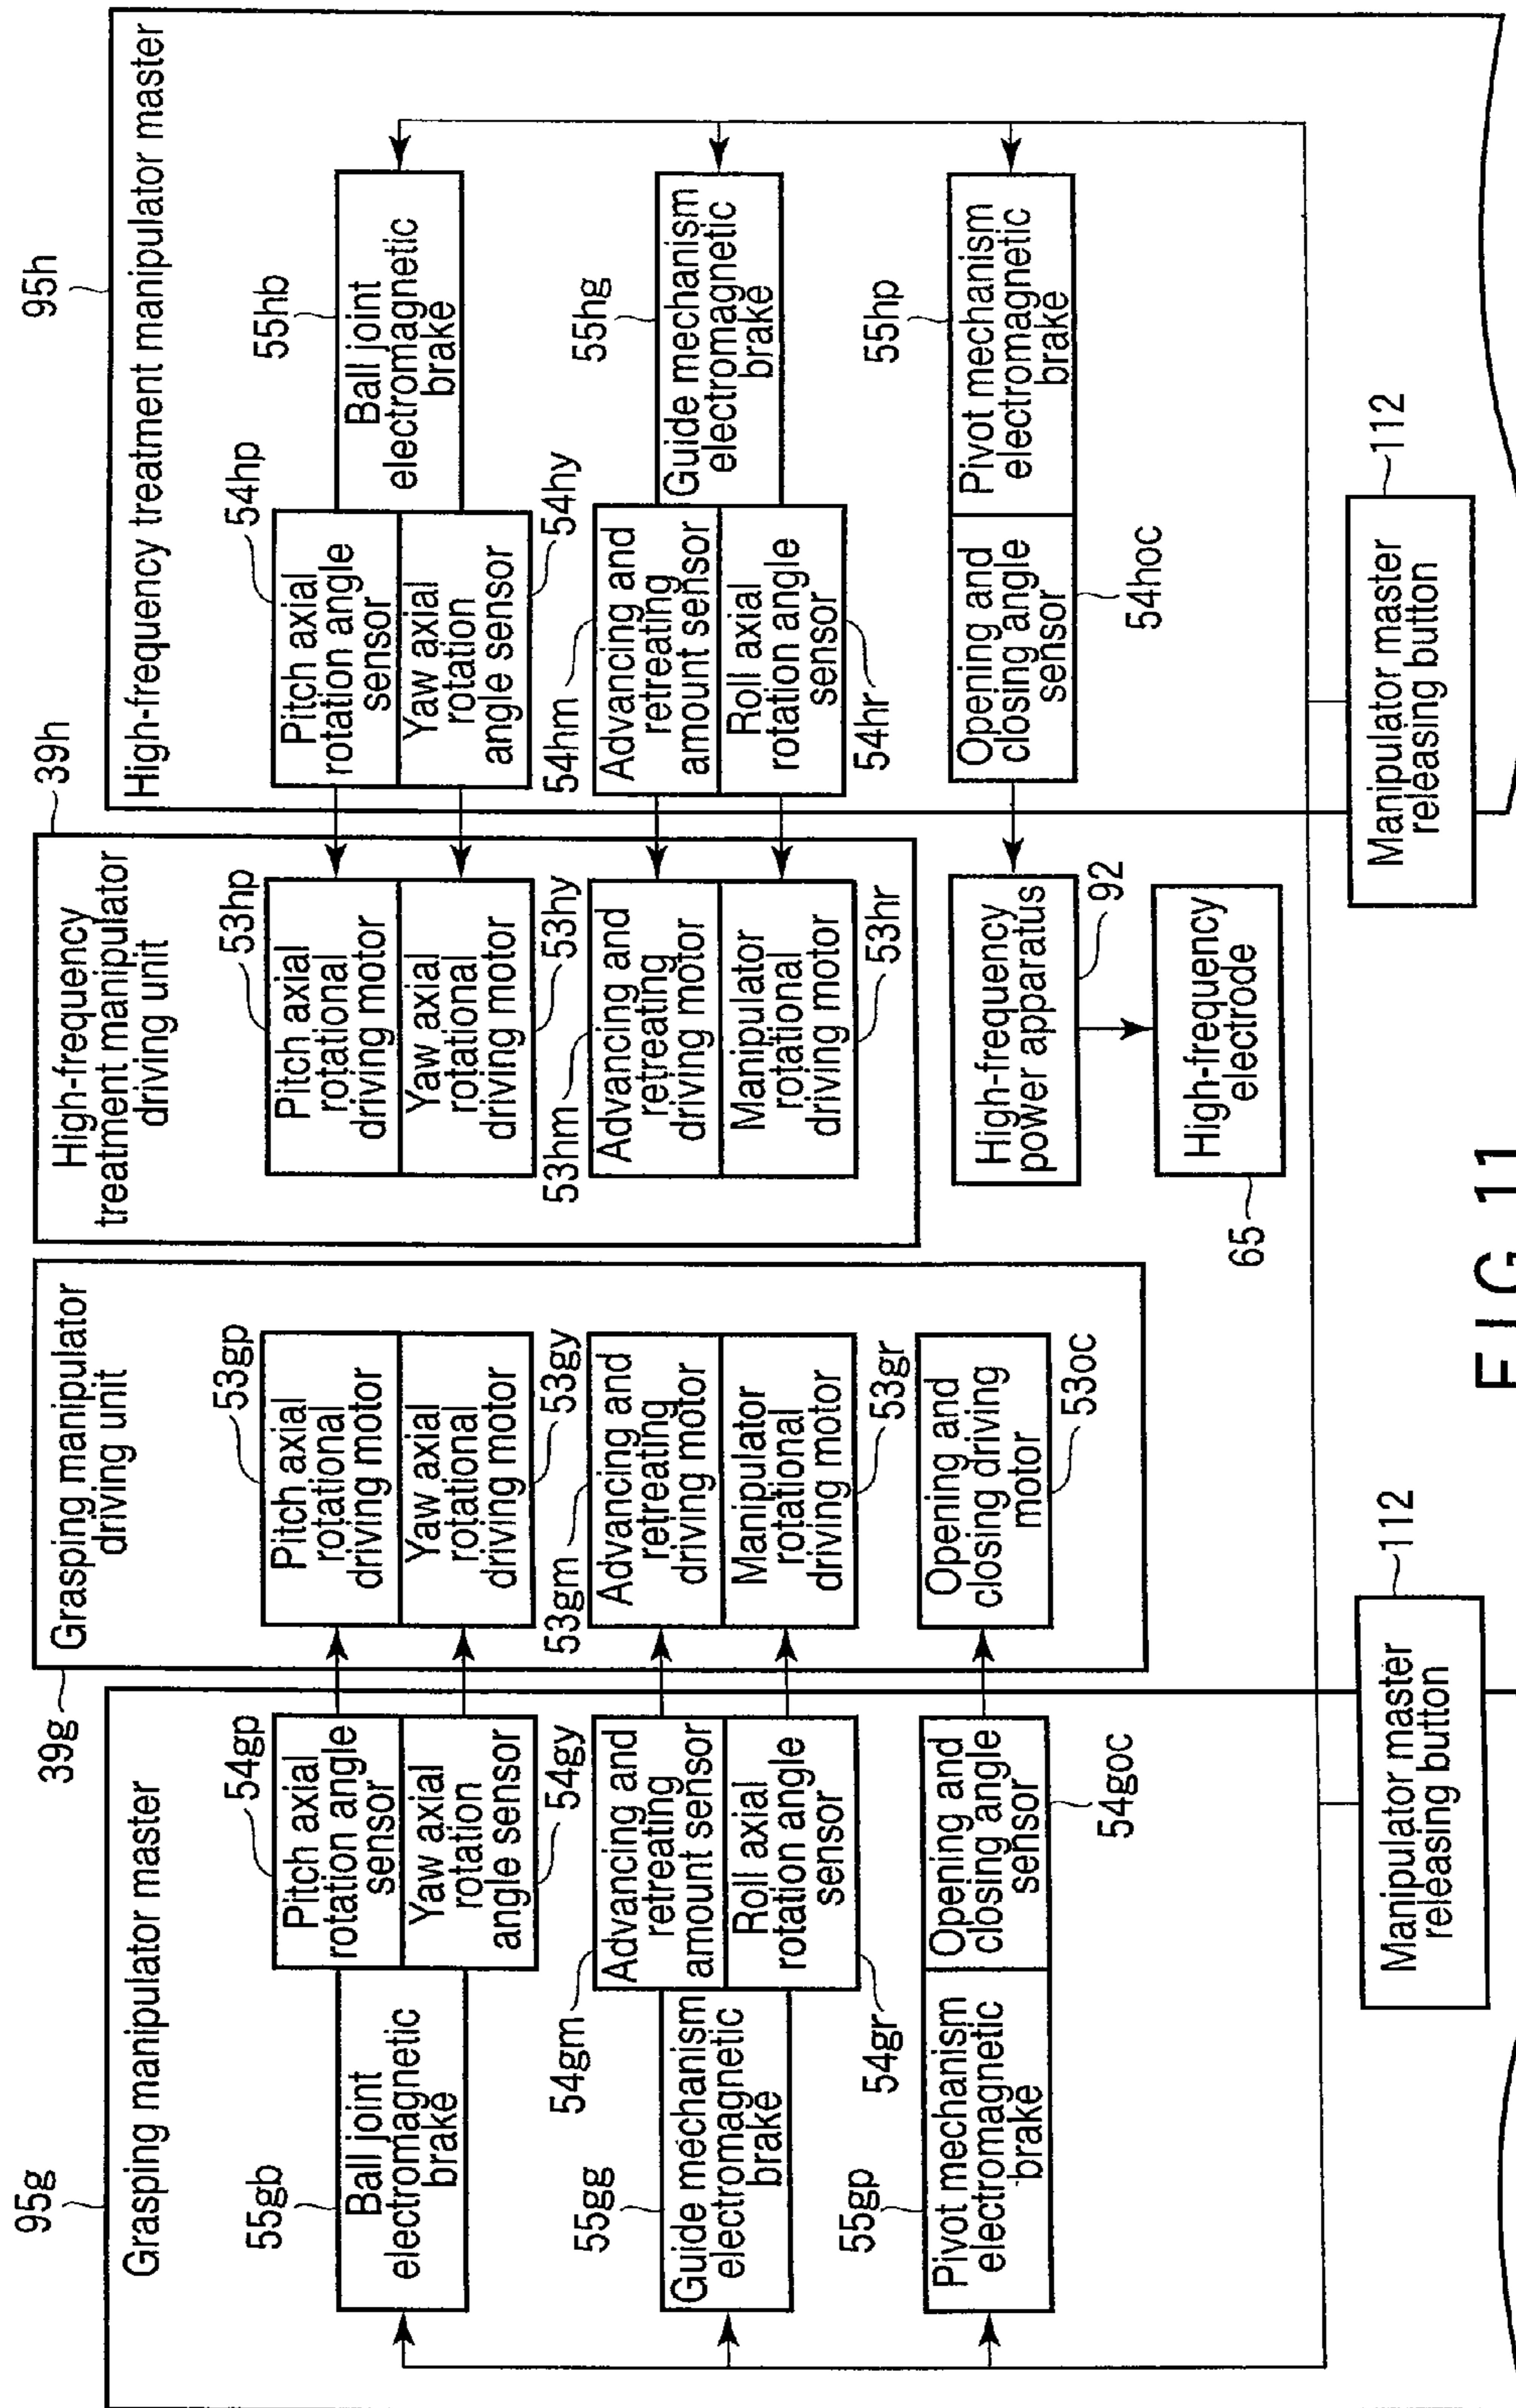 95g
Grasping manipulator master
55gb
Ball joint
electromagnetic
brake
54gp
Pitch axial
rotation angle
sensor
Yaw axial
rotation
angle sensor
54gy
54gm
55gg
Guide mechanism
electromagnetic
brake
Advancing and
retreating
amount sensor
Roll axial
rotation angle
sensor
54gr
55gp
Pivot mechanism
electromagnetic
brake
Opening and
closing angle
sensor
54goc
Manipulator master
releasing button
112
39g
Grasping manipulator
driving unit
53gp
Pitch axial
rotational
driving motor
Yaw axial
rotational
driving motor
53gy
53gm
Advancing and
retreating
driving motor
Manipulator
rotational
driving motor
53gr
Opening and
closing driving
motor
53oc
39h
High-frequency
treatment manipulator
driving unit
53hp
Pitch axial
rotational
driving motor
Yaw axial
rotational
driving motor
53hy
53hm
Advancing and
retreating
driving motor
Manipulator
rotational
driving motor
53hr
High-frequency
power apparatus
92
High-frequency
electrode
65
95h
High-frequency treatment manipulator master
54hp
Pitch axial
rotation angle
sensor
Yaw axial
rotation
angle sensor
54hy
55hb
Ball joint
electromagnetic
brake
54hm
Advancing and
retreating
amount sensor
Roll axial
rotation angle
sensor
54hr
55hg
Guide mechanism
electromagnetic
brake
Opening and
closing angle
sensor
54hoc
55hp
Pivot mechanism
electromagnetic
brake
Manipulator master
releasing button
112
FIG. 11